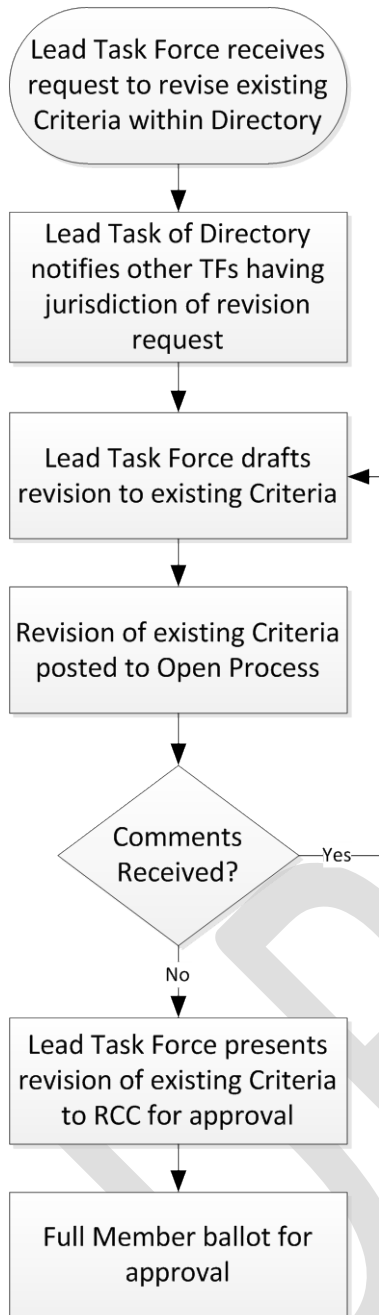 Lead Task Force receives
request to revise existing
Criteria within Directory
Lead Task of Directory
notifies other TFs having
jurisdiction of revision
request
Lead Task Force drafts
revision to existing Criteria
Revision of existing Criteria
posted to Open Process
Comments
Received?
Yes
No
Lead Task Force presents
revision of existing Criteria
to RCC for approval
Full Member ballot for
approval